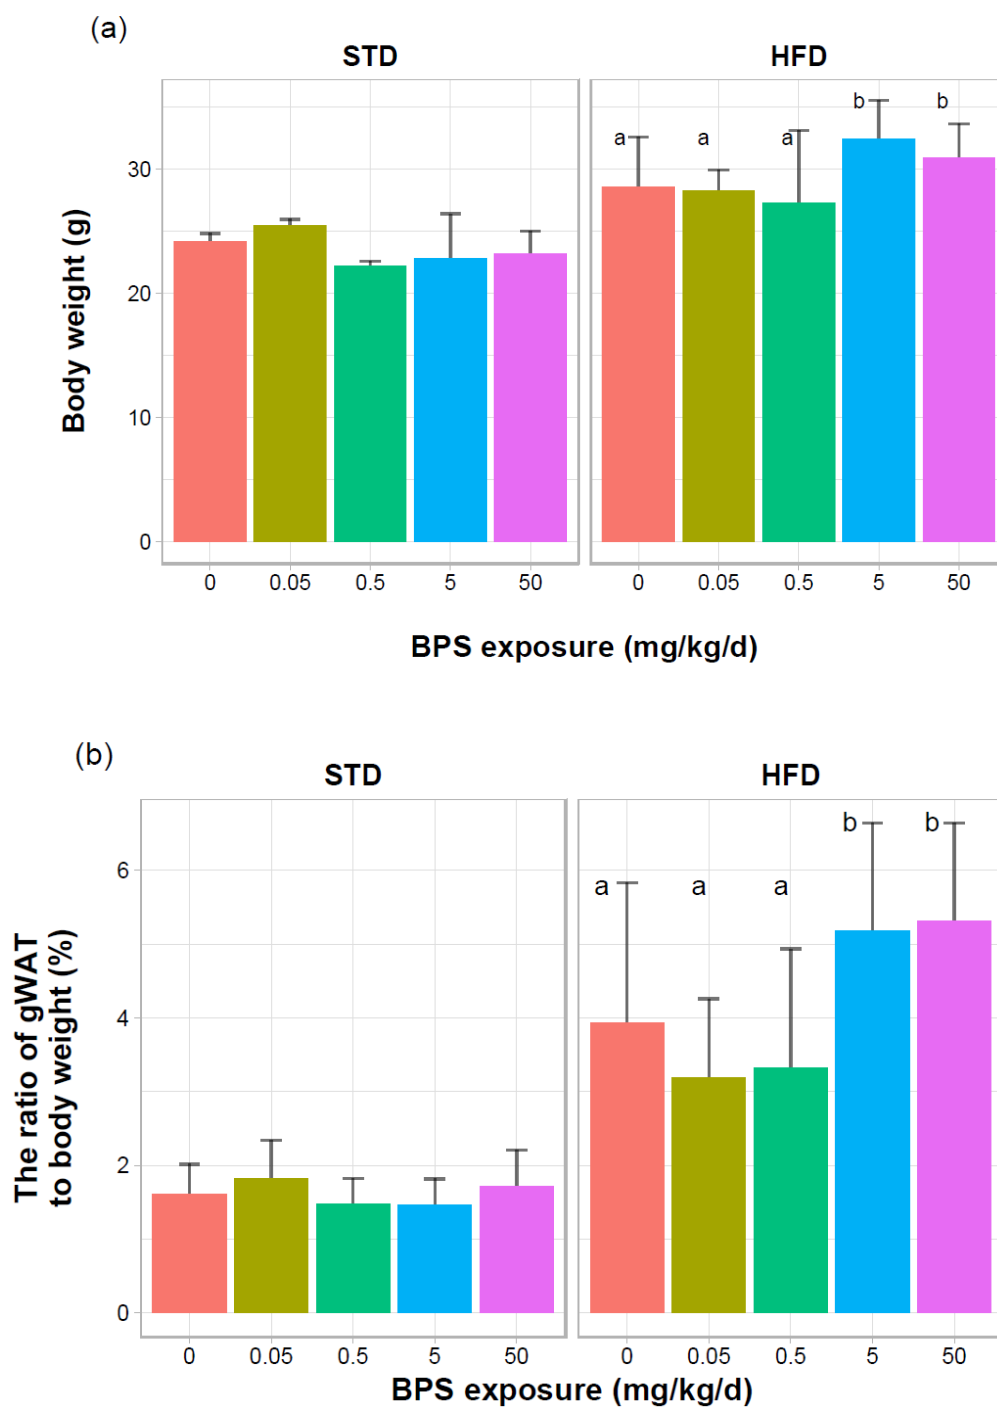 (a)
STD HFD
b b
a a a
30
20
10
0
Body weight (g)
0 0.05 0.5 5 50 0 0.05 0.5 5 50
BPS exposure (mg/kg/d)
(b)
STD HFD
b b
a a a
6
4
2
0
The ratio of gWAT
to body weight (%)
0 0.05 0.5 5 50 0 0.05 0.5 5 50
BPS exposure (mg/kg/d)